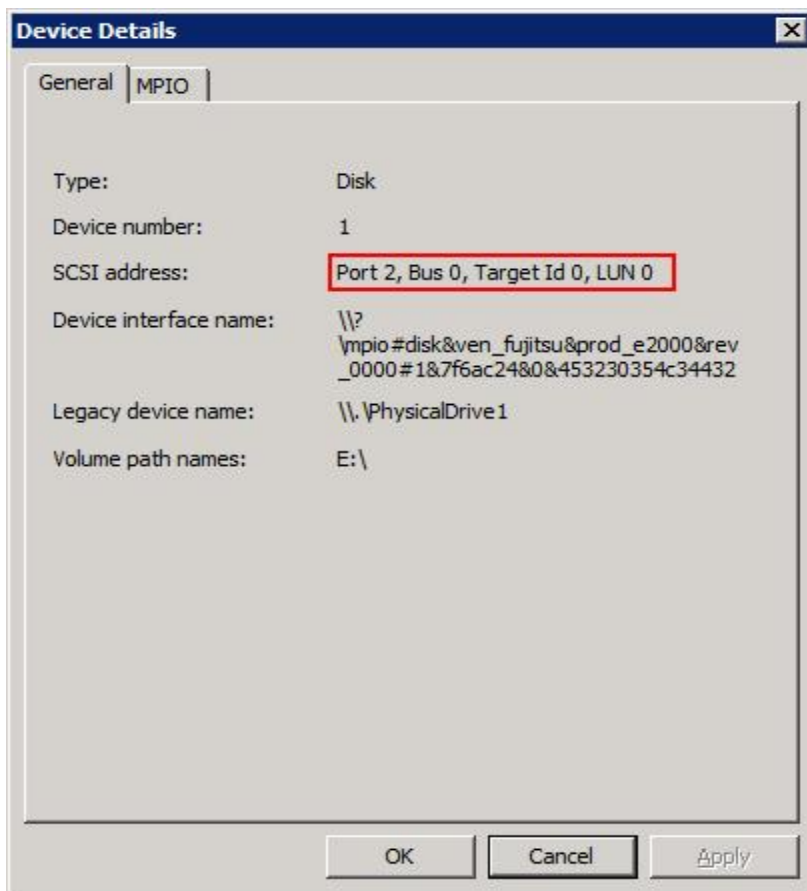 Device Details
General MPIO
Type: Disk
Device number: 1
SCSI address: Port 2, Bus 0, Target Id 0, LUN 0
Device interface name: \\?
\mpio#disk&ven_fujitsu&prod_e2000&rev
_0000#1&7f6ac24&0&453230354c34432
Legacy device name: \\.\PhysicalDrive1
Volume path names: E:\
OK Cancel Apply